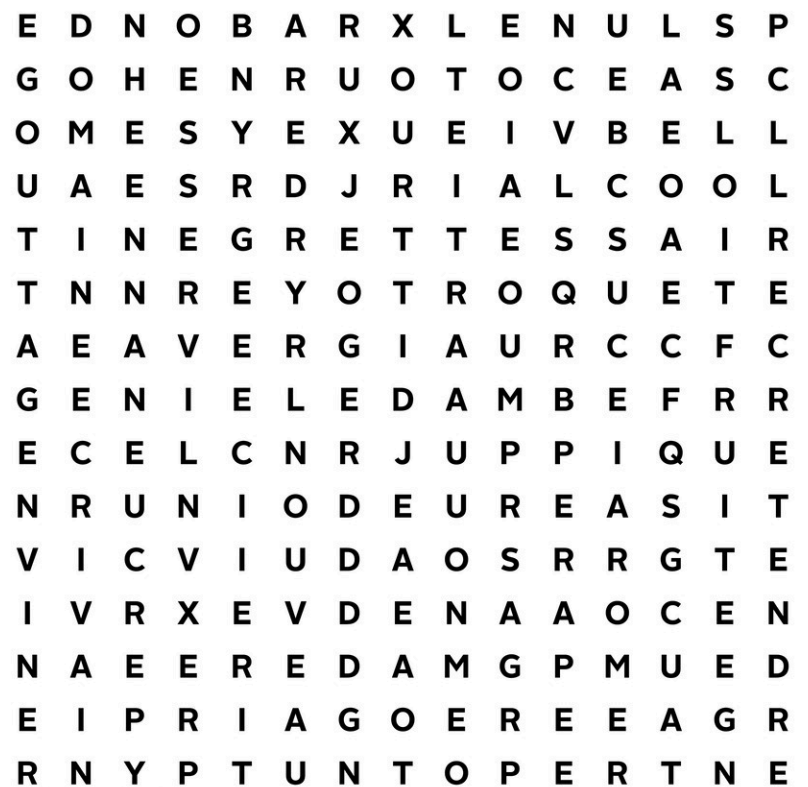 E D N O B A R X L E N U L S P
G O H E N R U O T O C E A S C
O M E S Y E X U E I V B E L L
U A E S R D J R I A L C O O L
T I N E G R E T T E S S A I R
T N N R E Y O T R O Q U E T E
A E A V E R G I A U R C C F C
G E N I E L E D A M B E F R R
E C E L C N R J U P P I Q U E
N R U N I O D E U R E A S I T
V I C V I U D A O S R R G T E
I V R X E V D E N A A O C E N
N A E E R E D A M G P M U E D
E I P R I A G O E R E E A G R
R N Y P T U N T O P E R T N E